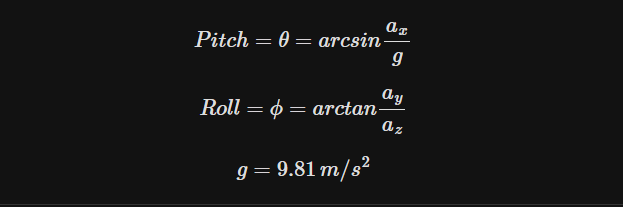 Pitch = θ = arcsin a_x/g
Roll = ϕ = arctan a_y/a_z
g = 9.81 m/s²